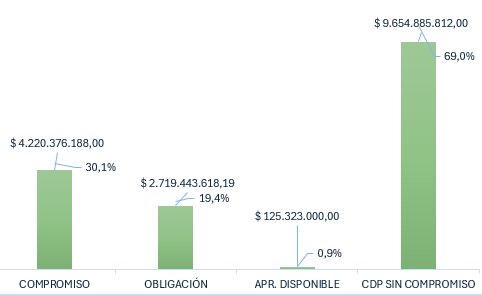 $ 9.654.885.812,00
69,0%
$ 4.220.376.188,00
30,1%
$ 2.719.443.618,19
19,4%
$ 125.323.000,00
0,9%
COMPROMISO
OBLIGACIÓN
APR. DISPONIBLE
CDP SIN COMPROMISO